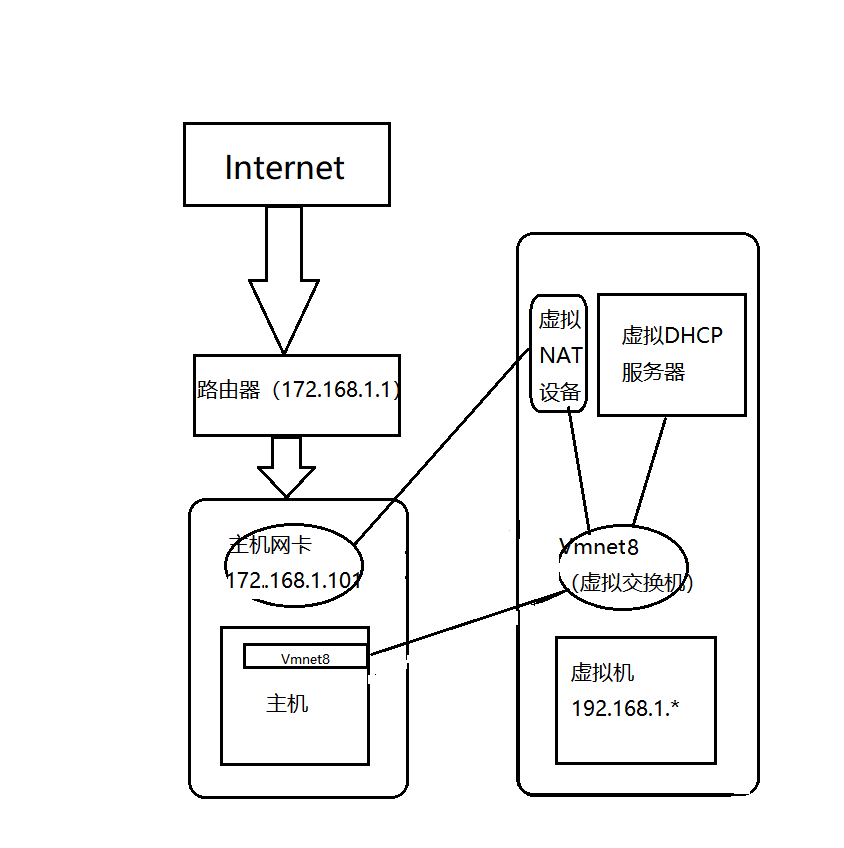 Internet
路由器（172.168.1.1）
主机网卡
172..168.1.101
Vmnet8
主机
虚拟
NAT
设备
虚拟DHCP
服务器
Vmnet8
（虚拟交换机）
虚拟机
192.168.1.*